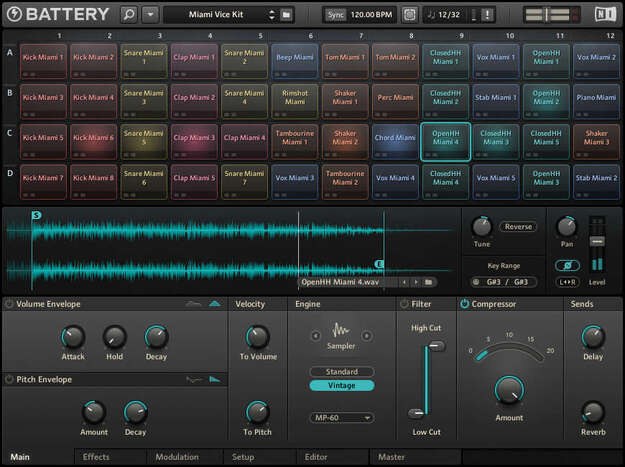 BATTERY Miami Vice Kit Sync 120.00 BPM 12/32
1 2 3 4 5 6 7 8 9 10 11 12
A Kick Miami 1 Kick Miami 2 Snare Miami 1 Clap Miami 1 Snare Miami 2 Beep Miami Tom Miami 1 Tom Miami 2 ClosedHH Miami 1 Vox Miami 1 OpenHH Miami 1 Vox Miami 2
B Kick Miami 3 Kick Miami 4 Snare Miami 3 Clap Miami 2 Snare Miami 4 Rimshot Miami Shaker Miami 1 Perc Miami ClosedHH Miami 2 Stab Miami 1 OpenHH Miami 2 Piano Miami
C Kick Miami 5 Kick Miami 6 Snare Miami 5 Clap Miami 3 Clap Miami 4 Tambourine Miami 1 Shaker Miami 2 Chord Miami OpenHH Miami 4 ClosedHH Miami 3 ClosedHH Miami 5 Shaker Miami 3
D Kick Miami 7 Kick Miami 8 Snare Miami 6 Clap Miami 5 Snare Miami 7 Vox Miami 3 Tambourine Miami 2 Vox Miami 4 ClosedHH Miami 4 Vox Miami 5 OpenHH Miami 3 Stab Miami 2
S
E
OpenHH Miami 4.wav
Reverse
Tune Pan
Key Range
G#3 / G#3 L↔R Level
Volume Envelope Velocity Engine Filter Compressor Sends
Attack Hold Decay To Volume Sampler High Cut 0 5 10 15 20 Delay
Standard
Pitch Envelope Vintage
Amount Decay To Pitch MP-60 Low Cut Amount Reverb
Main Effects Modulation Setup Editor Master